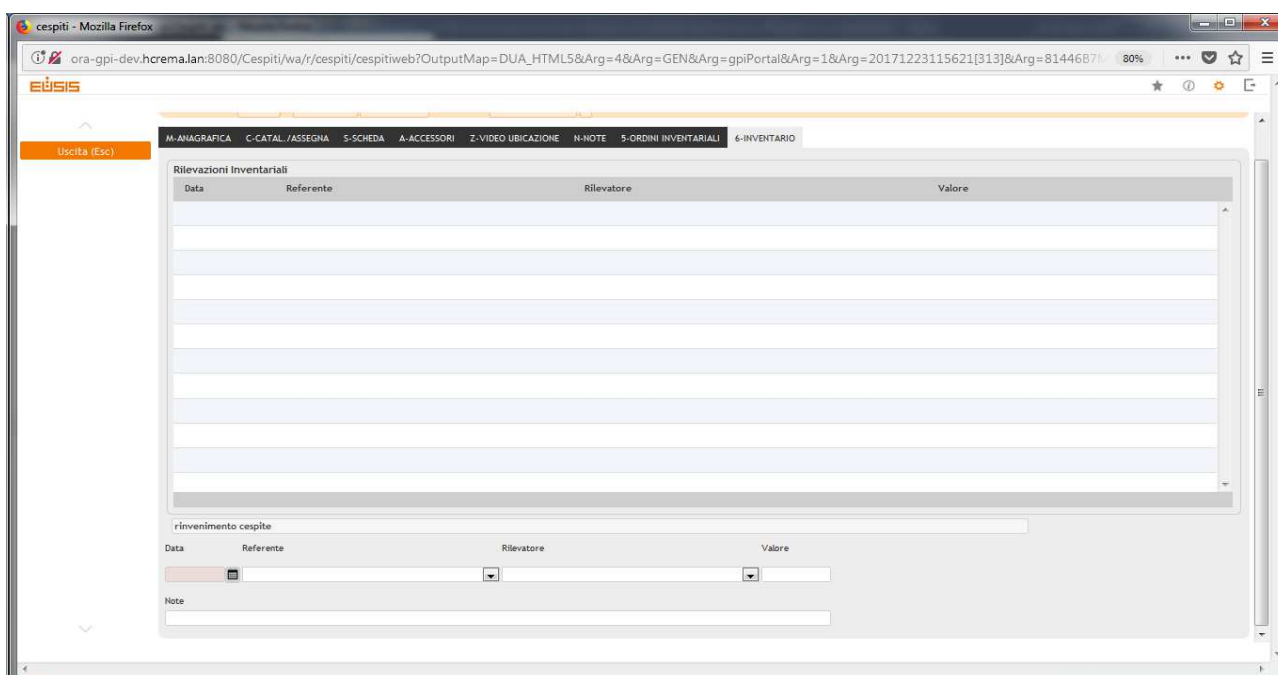 cespiti - Mozilla Firefox
ora-gpi-dev.hcrema.lan:8080/Cespiti/wa/r/cespiti/cespitiweb?OutputMap=DUA_HTML5&Arg=4&Arg=GEN&Arg=gpiPortal&Arg=1&Arg=20171223115621[313]&Arg=81446B7 80%
EUSIS
Uscita (Esc)
M-ANAGRAFICA C-CATAL./ASSEGNA S-SCHEDA A-ACCESSORI Z-VIDEO UBICAZIONE N-NOTE 5-ORDINI INVENTARIALI 6-INVENTARIO
Rilevazioni Inventariali
Data Referente Rilevatore Valore
rinvenimento cespite
Data Referente Rilevatore Valore
Note